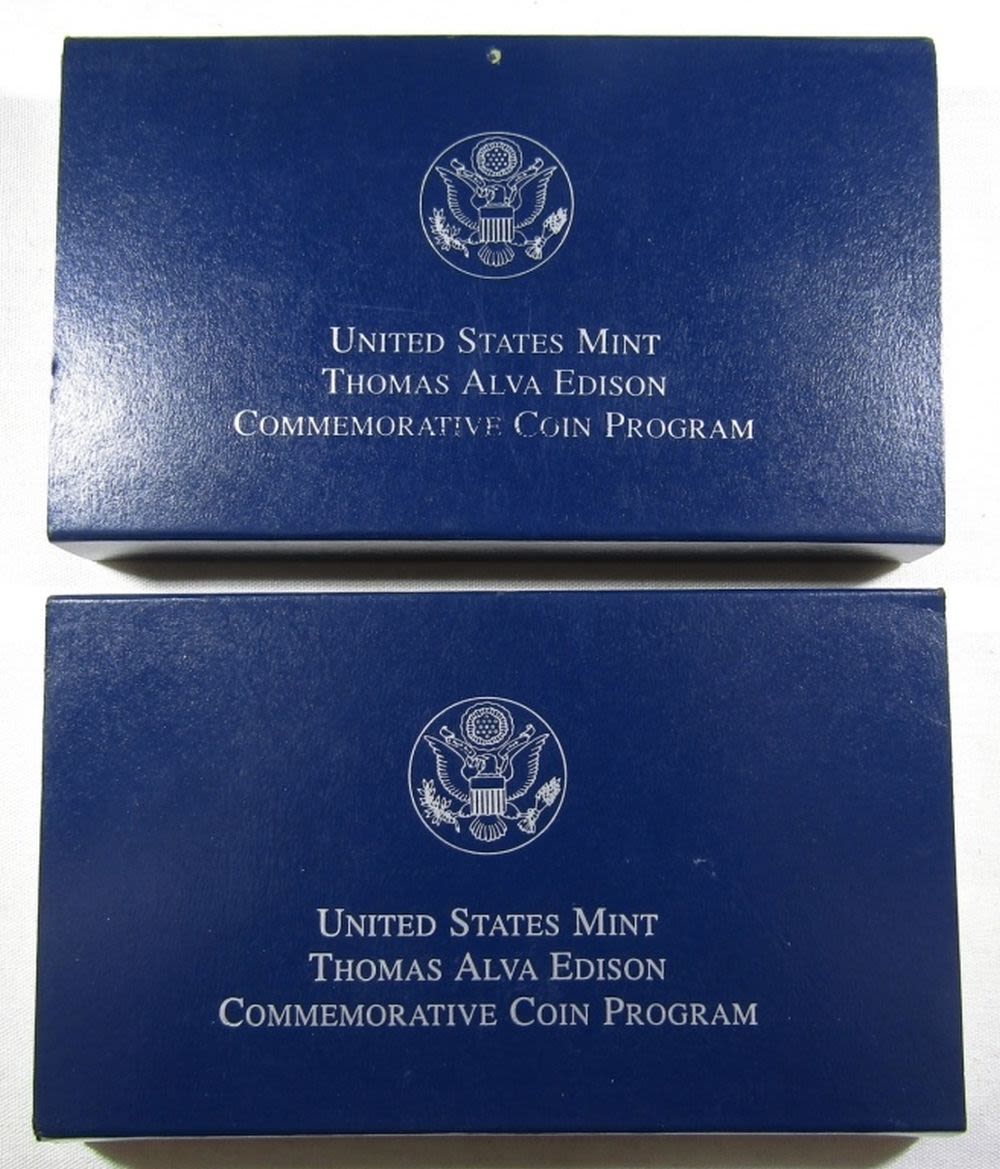 UNITED STATES MINT
THOMAS ALVA EDISON
COMMEMORATIVE COIN PROGRAM
UNITED STATES MINT
THOMAS ALVA EDISON
COMMEMORATIVE COIN PROGRAM